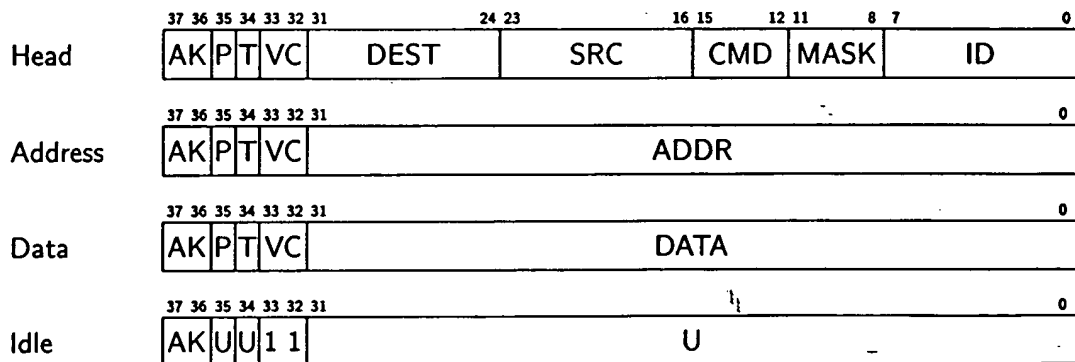 37 36 35 34 33 32 31 24 23 16 15 12 11 8 7 0
Head AK P T VC DEST SRC CMD MASK ID
37 36 35 34 33 32 31 0
Address AK P T VC ADDR
37 36 35 34 33 32 31 0
Data AK P T VC DATA
37 36 35 34 33 32 31 0
Idle AK U U 1 1 U